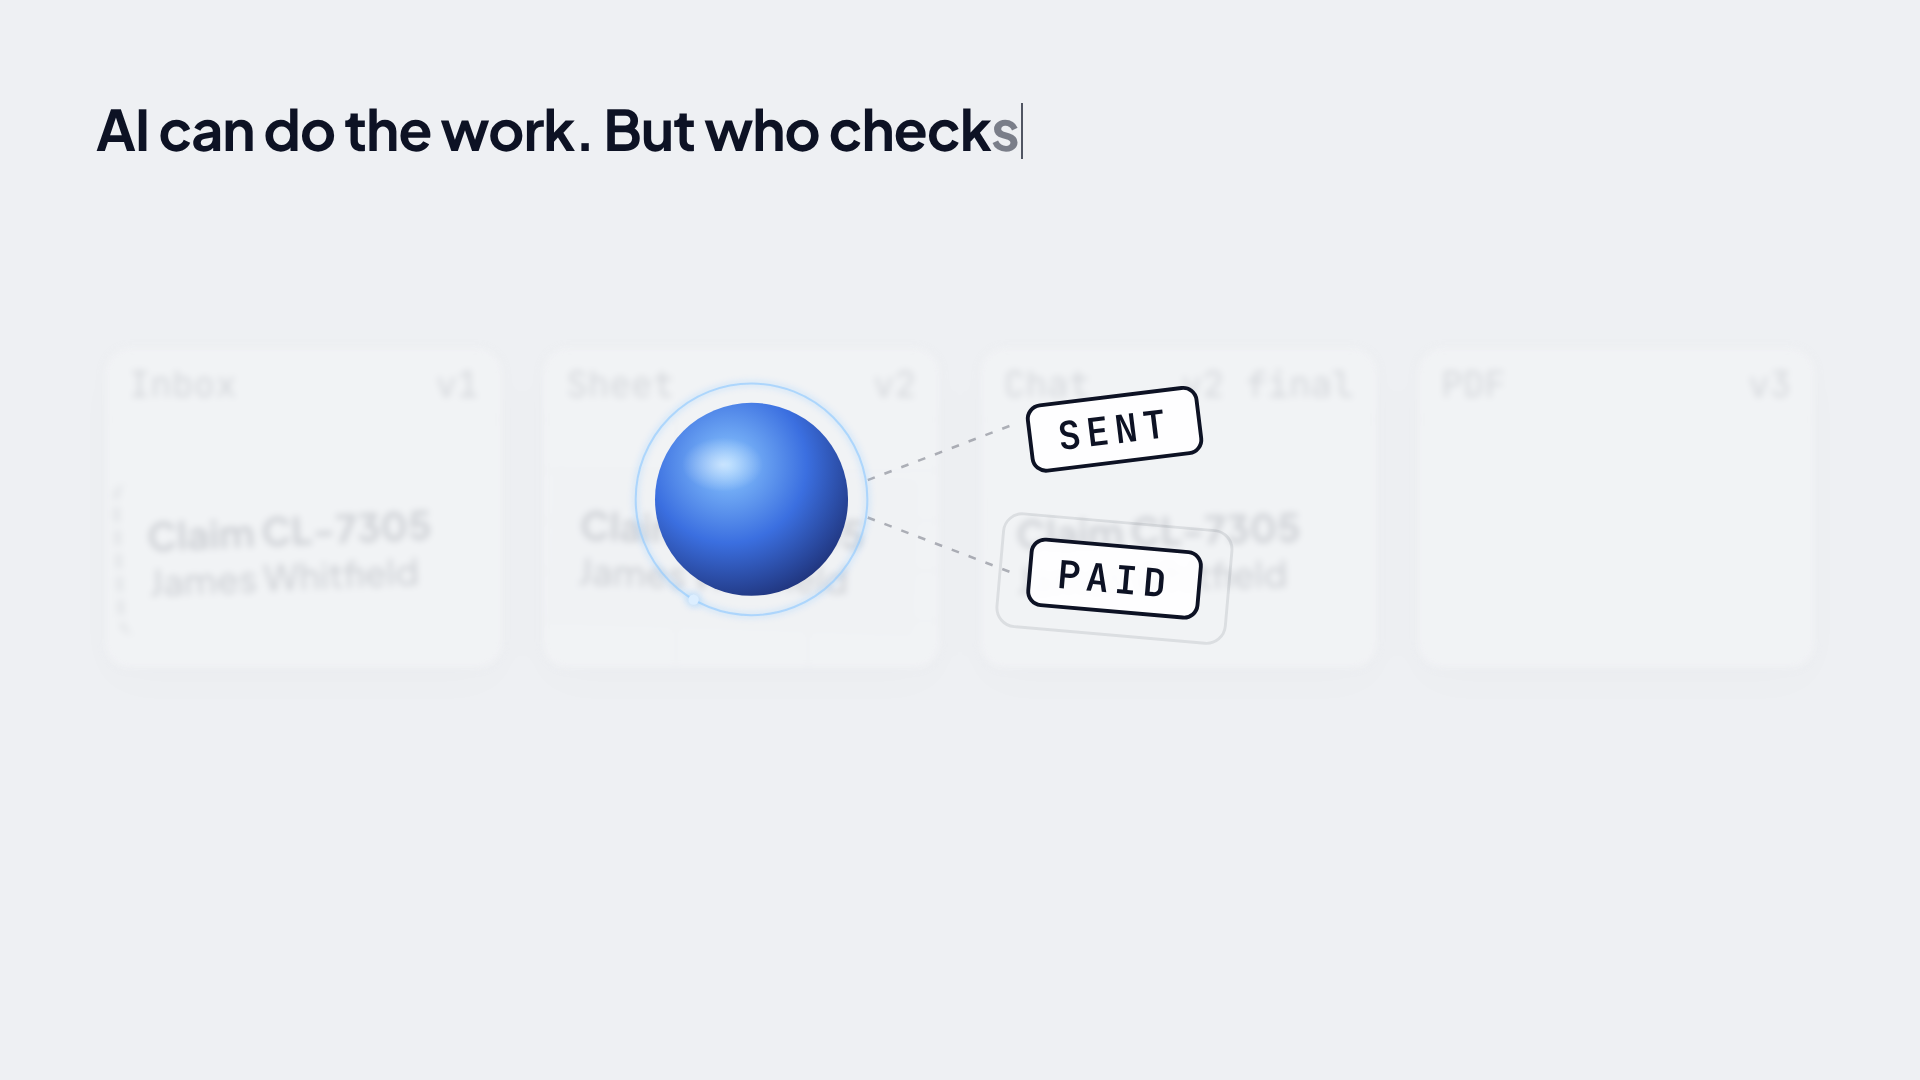 AI can do the work. But who checks
Inbox v1
Sheet v2
Chat v2 final
PDF v3
SENT
Claim CL-7305
James Whitfield
Claim CL-7305
PAID
James